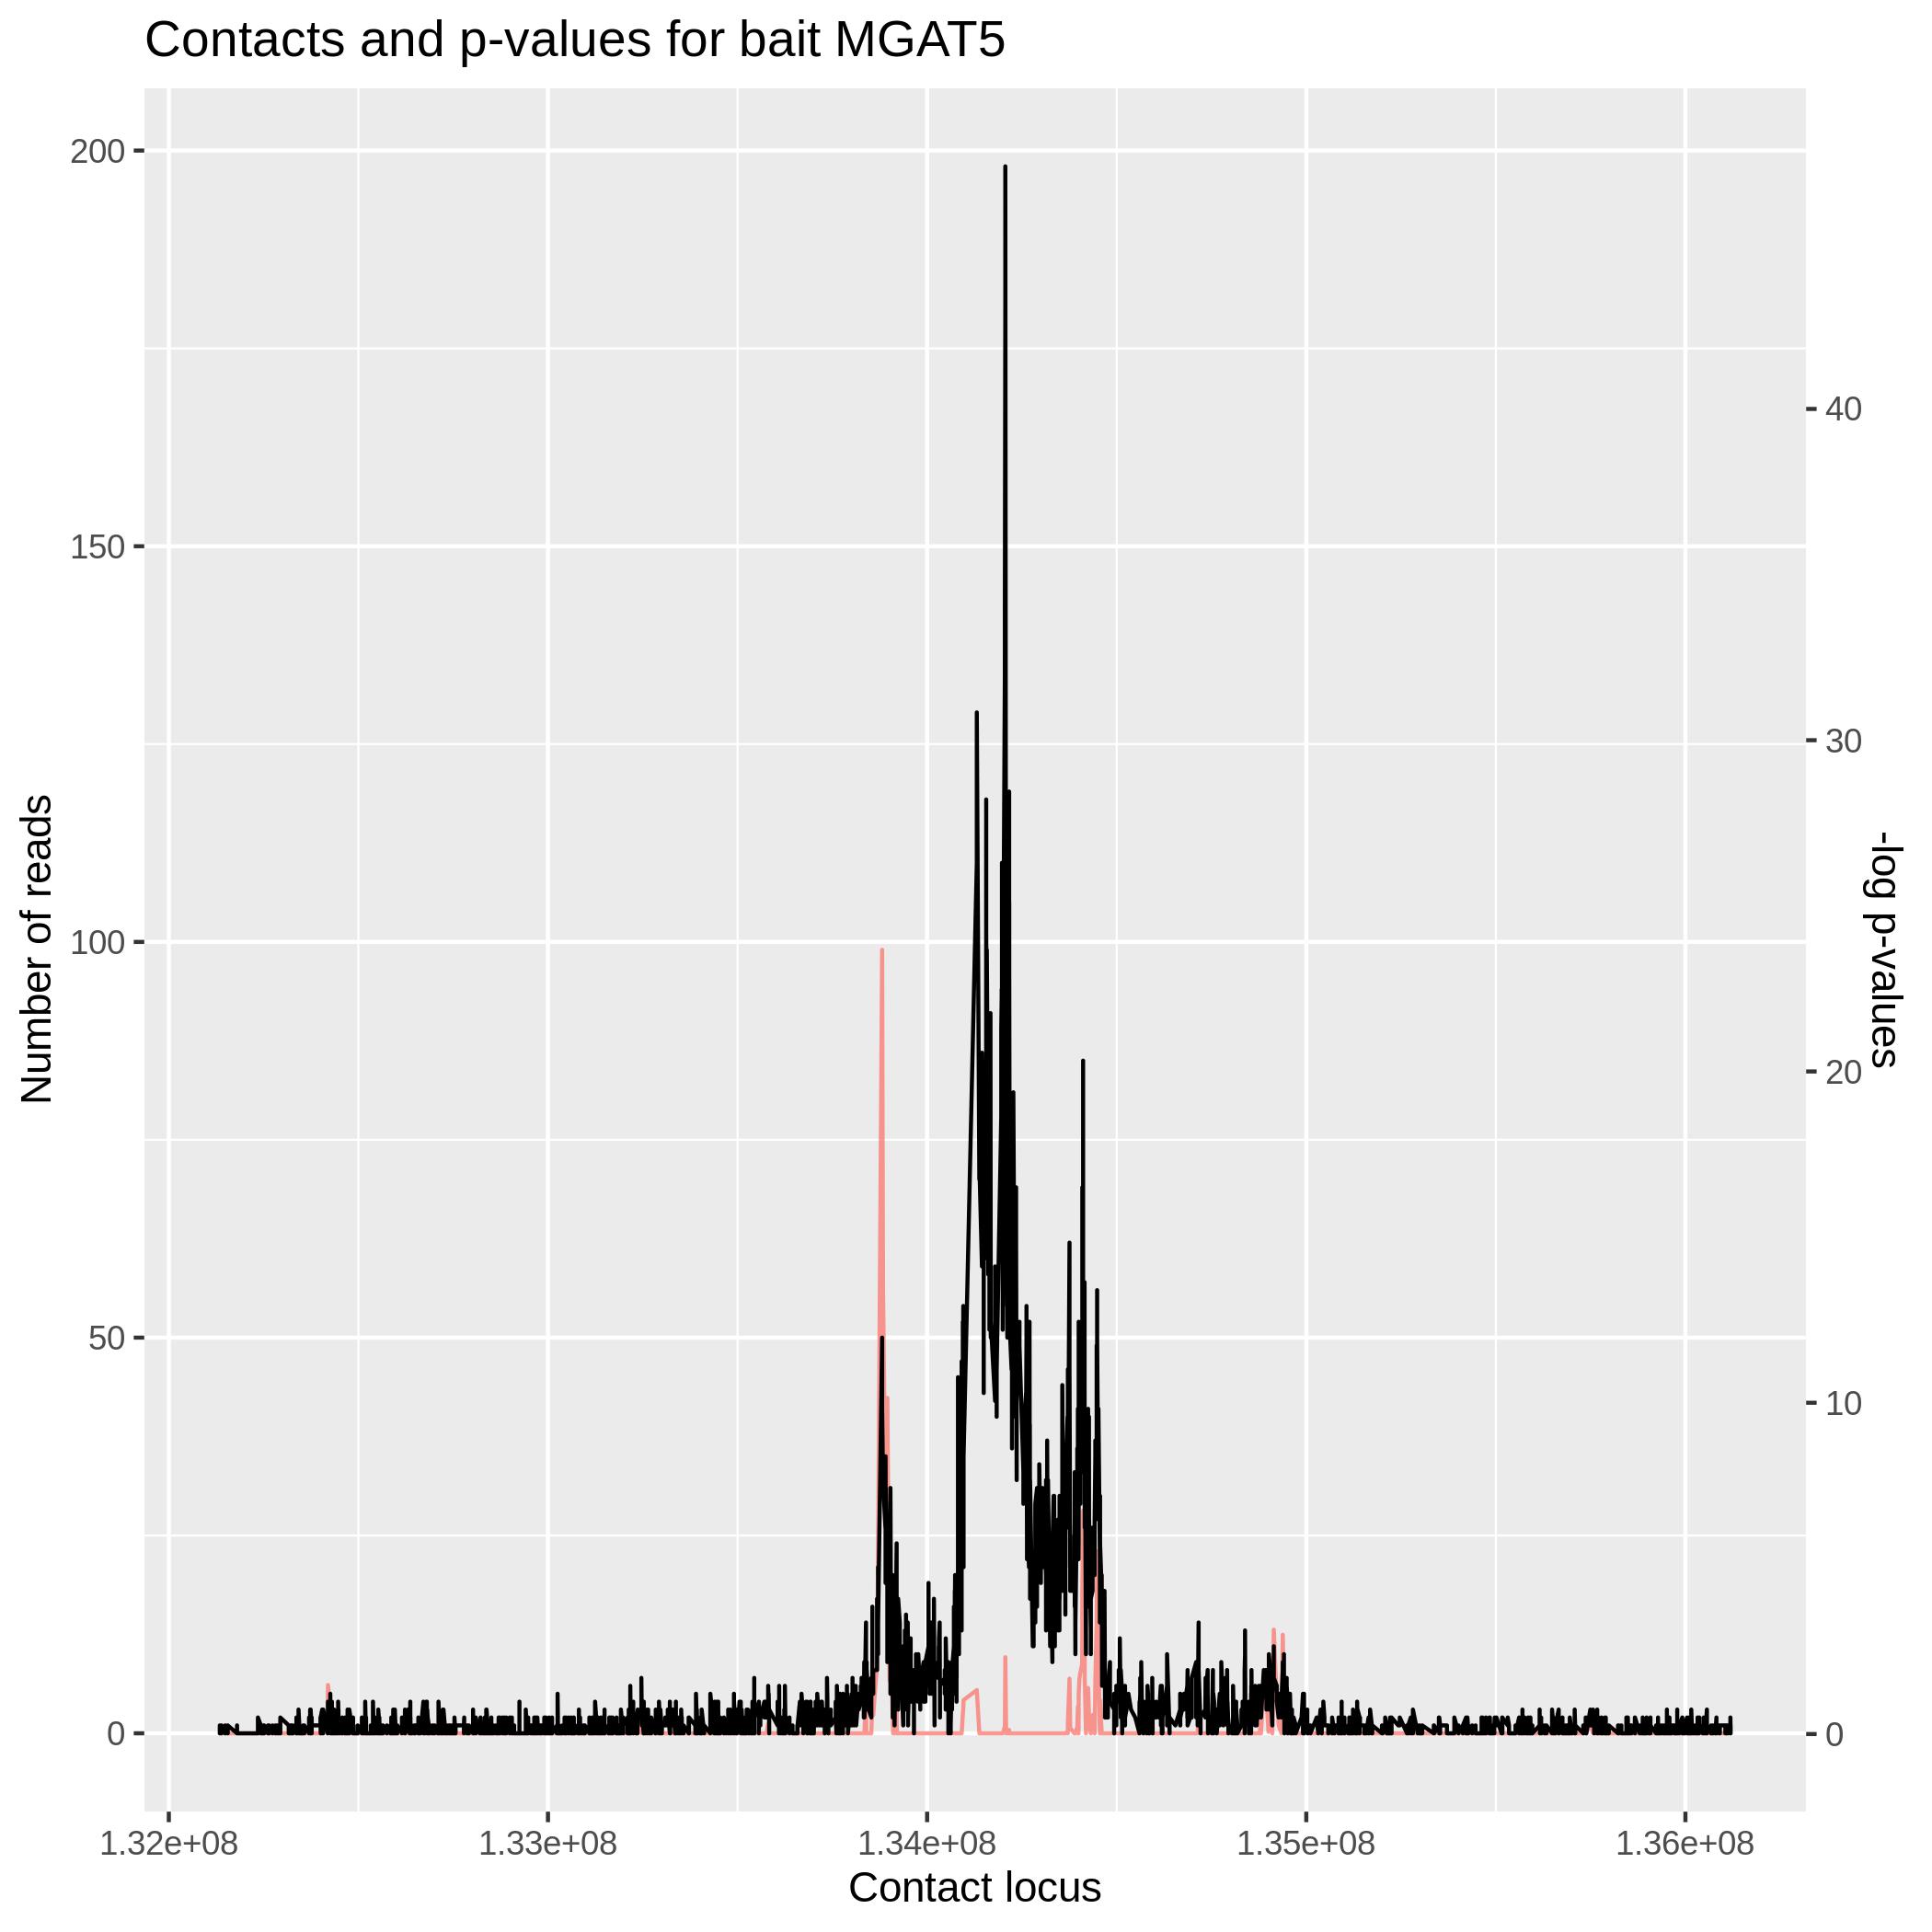 Contacts and p-values for bait MGAT5
200
150
100
50
0
Number of reads
40
30
20
10
0
-log p-values
1.32e+08
1.33e+08
1.34e+08
1.35e+08
1.36e+08
Contact locus